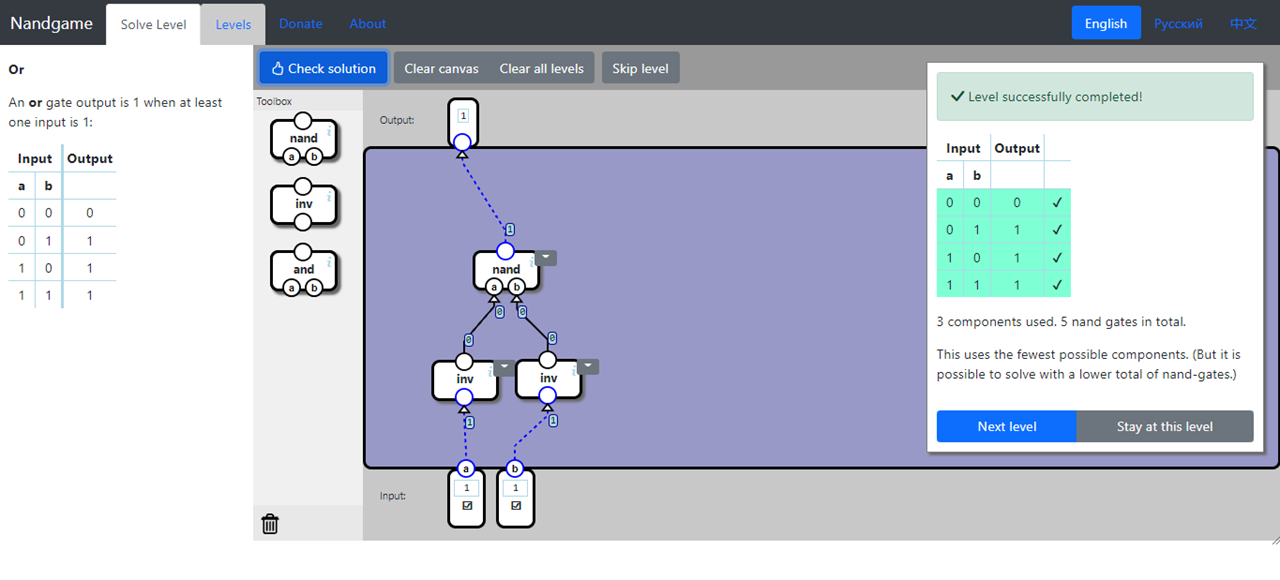 Nandgame Solve Level Levels Donate About English Русский 中文
Or
An or gate output is 1 when at least
one input is 1:
Input Output
a b
0 0 0
0 1 1
1 0 1
1 1 1
Check solution Clear canvas Clear all levels Skip level
Toolbox
nand
a b
inv
and
a b
Output:
1
1
nand
a b
0 0
0 0
inv inv
1 1
a b
Input:
1 1
Level successfully completed!
Input Output
a b
0 0 0 ✓
0 1 1 ✓
1 0 1 ✓
1 1 1 ✓
3 components used. 5 nand gates in total.
This uses the fewest possible components. (But it is
possible to solve with a lower total of nand-gates.)
Next level Stay at this level